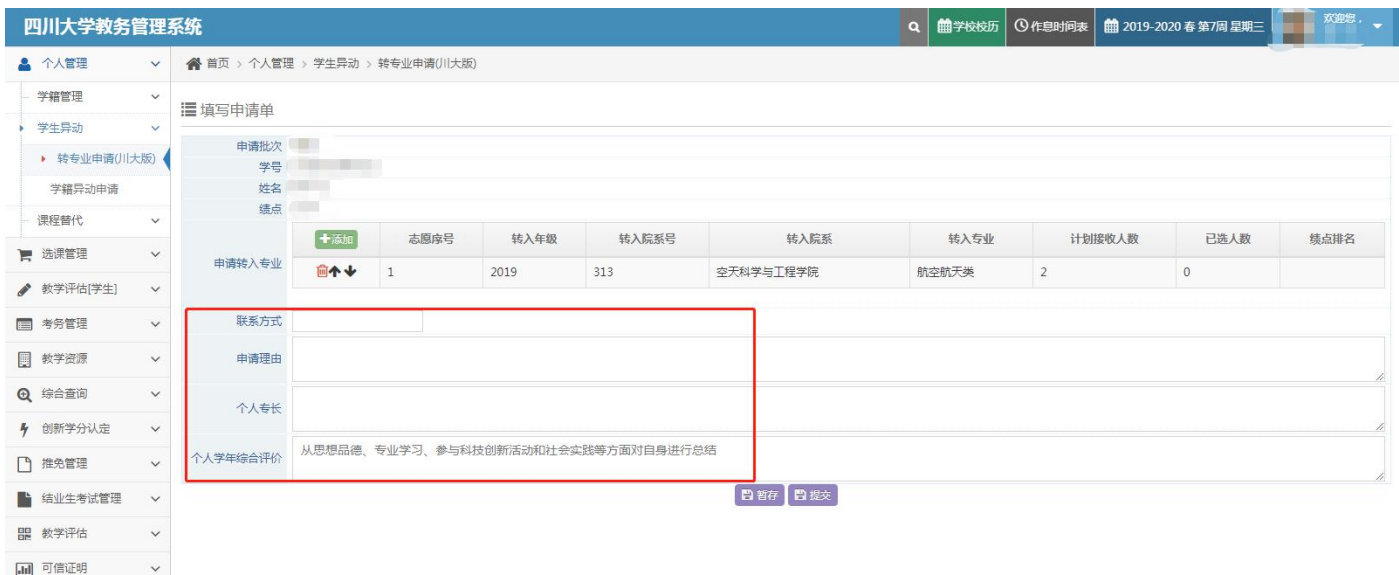 四川大学教务管理系统
学校校历 作息时间表 2019-2020 春 第7周 星期三 欢迎您，
个人管理
学籍管理
学生异动
转专业申请(川大版)
学籍异动申请
课程替代
选课管理
教学评估[学生]
考务管理
教学资源
综合查询
创新学分认定
推免管理
结业生考试管理
教学评估
可信证明
首页 > 个人管理 > 学生异动 > 转专业申请(川大版)
填写申请单
申请批次
学号
姓名
绩点
申请转入专业
添加 志愿序号 转入年级 转入院系号 转入院系 转入专业 计划接收人数 已选人数 绩点排名
1 2019 313 空天科学与工程学院 航空航天类 2 0
联系方式
申请理由
个人专长
个人学年综合评价 从思想品德、专业学习、参与科技创新活动和社会实践等方面对自身进行总结
暂存 提交